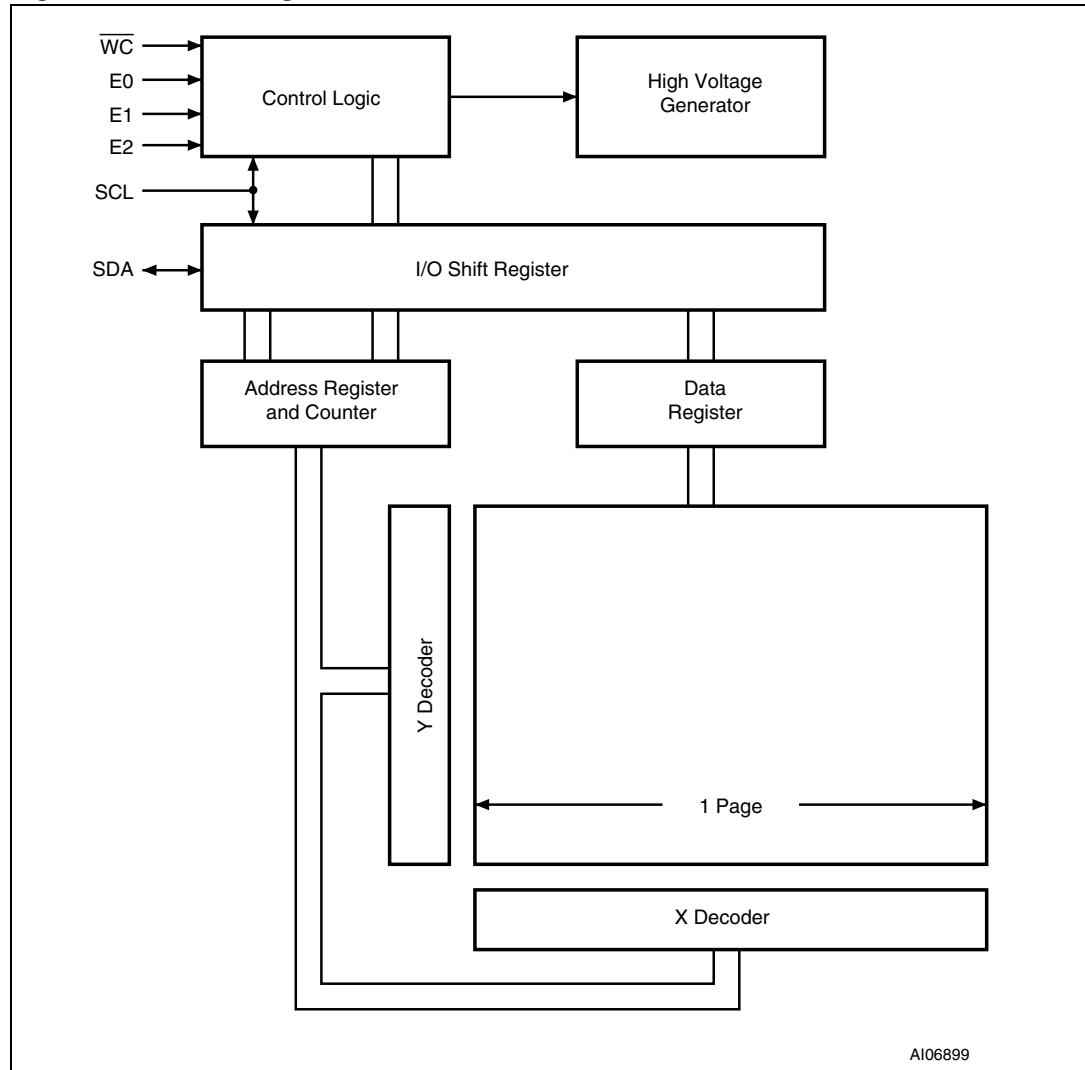 W̅C̅
E0
E1
E2
SCL
SDA
Control Logic
High Voltage
Generator
I/O Shift Register
Address Register
and Counter
Data
Register
Y Decoder
1 Page
X Decoder
AI06899